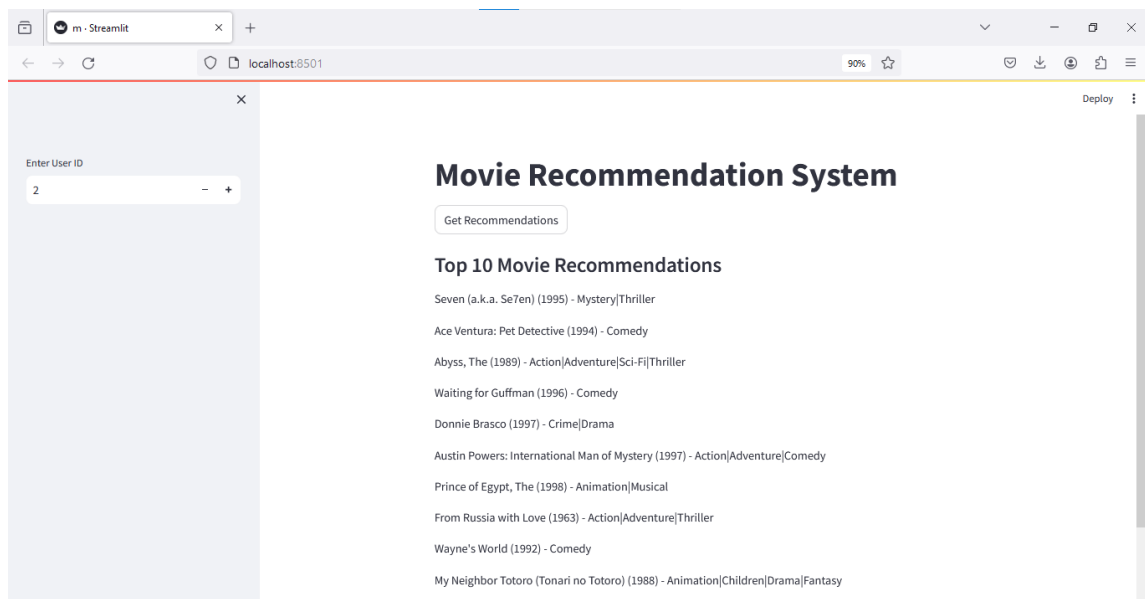 m · Streamlit
localhost:8501
90%
Deploy
Enter User ID
2
Movie Recommendation System
Get Recommendations
Top 10 Movie Recommendations
Seven (a.k.a. Se7en) (1995) - Mystery|Thriller
Ace Ventura: Pet Detective (1994) - Comedy
Abyss, The (1989) - Action|Adventure|Sci-Fi|Thriller
Waiting for Guffman (1996) - Comedy
Donnie Brasco (1997) - Crime|Drama
Austin Powers: International Man of Mystery (1997) - Action|Adventure|Comedy
Prince of Egypt, The (1998) - Animation|Musical
From Russia with Love (1963) - Action|Adventure|Thriller
Wayne's World (1992) - Comedy
My Neighbor Totoro (Tonari no Totoro) (1988) - Animation|Children|Drama|Fantasy